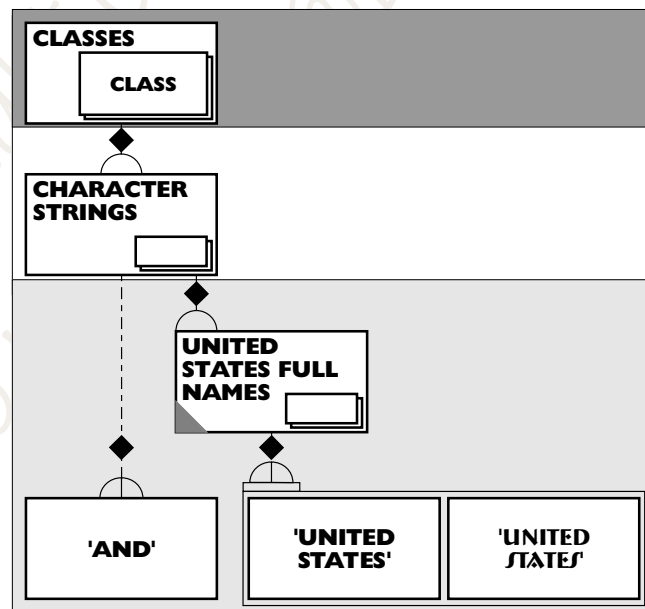 CLASSES
CLASS
CHARACTER
STRINGS
UNITED
STATES FULL
NAMES
'AND'
'UNITED
STATES'
'UNITED
STATES'